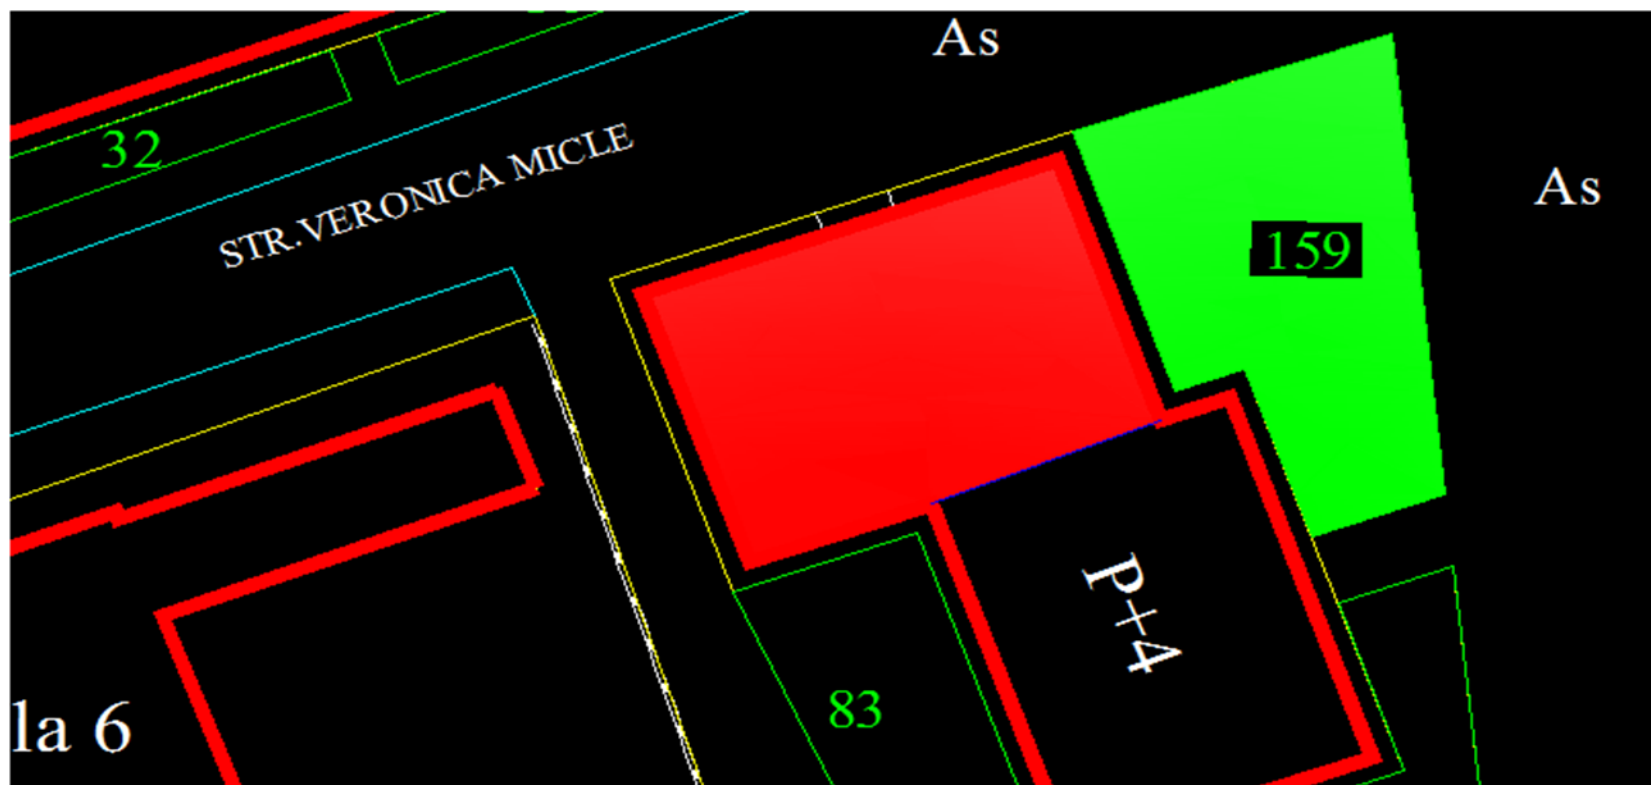 As
32
STR.VERONICA MICLE
As
159
P+4
83
la 6